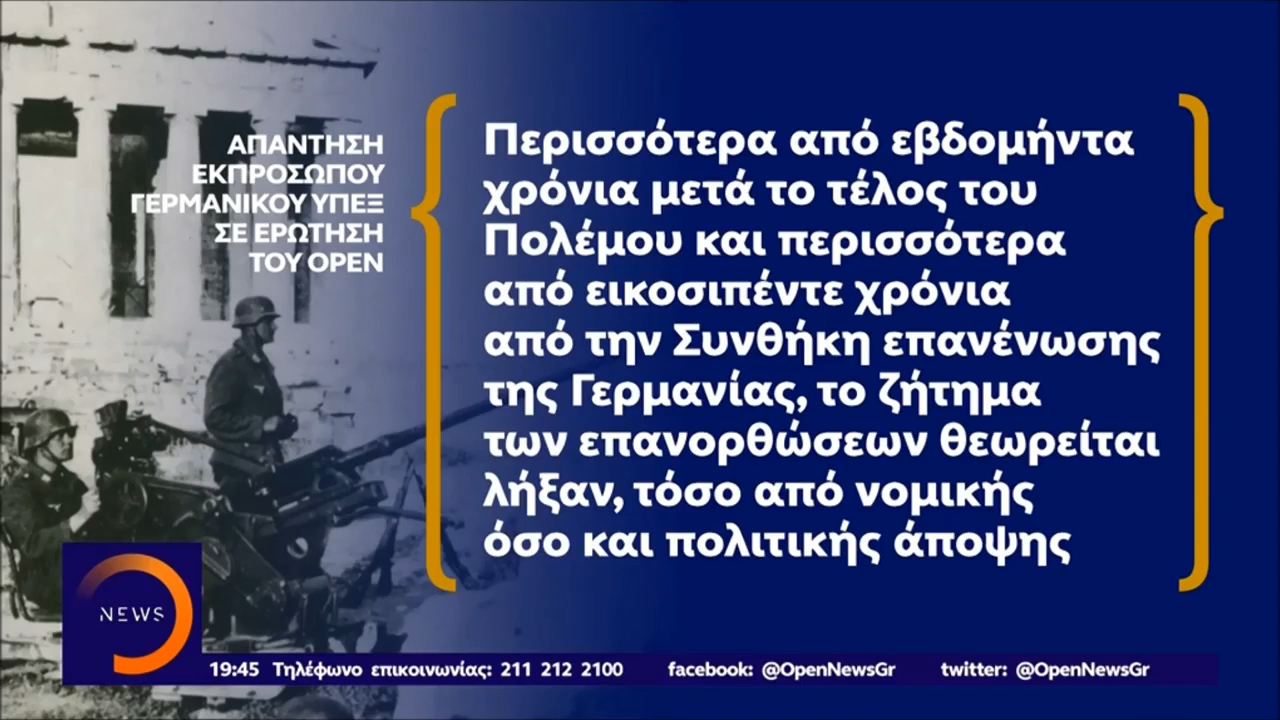 ΑΠΑΝΤΗΣΗ
ΕΚΠΡΟΣΩΠΟΥ
ΓΕΡΜΑΝΙΚΟΥ ΥΠΕΞ
ΣΕ ΕΡΩΤΗΣΗ
ΤΟΥ OPEN
Περισσότερα από εβδομήντα
χρόνια μετά το τέλος του
Πολέμου και περισσότερα
από εικοσιπέντε χρόνια
από την Συνθήκη επανένωσης
της Γερμανίας, το ζήτημα
των επανορθώσεων θεωρείται
λήξαν, τόσο από νομικής
όσο και πολιτικής άποψης
NEWS
19:45 Τηλέφωνο επικοινωνίας: 211 212 2100 facebook: @OpenNewsGr twitter: @OpenNewsGr